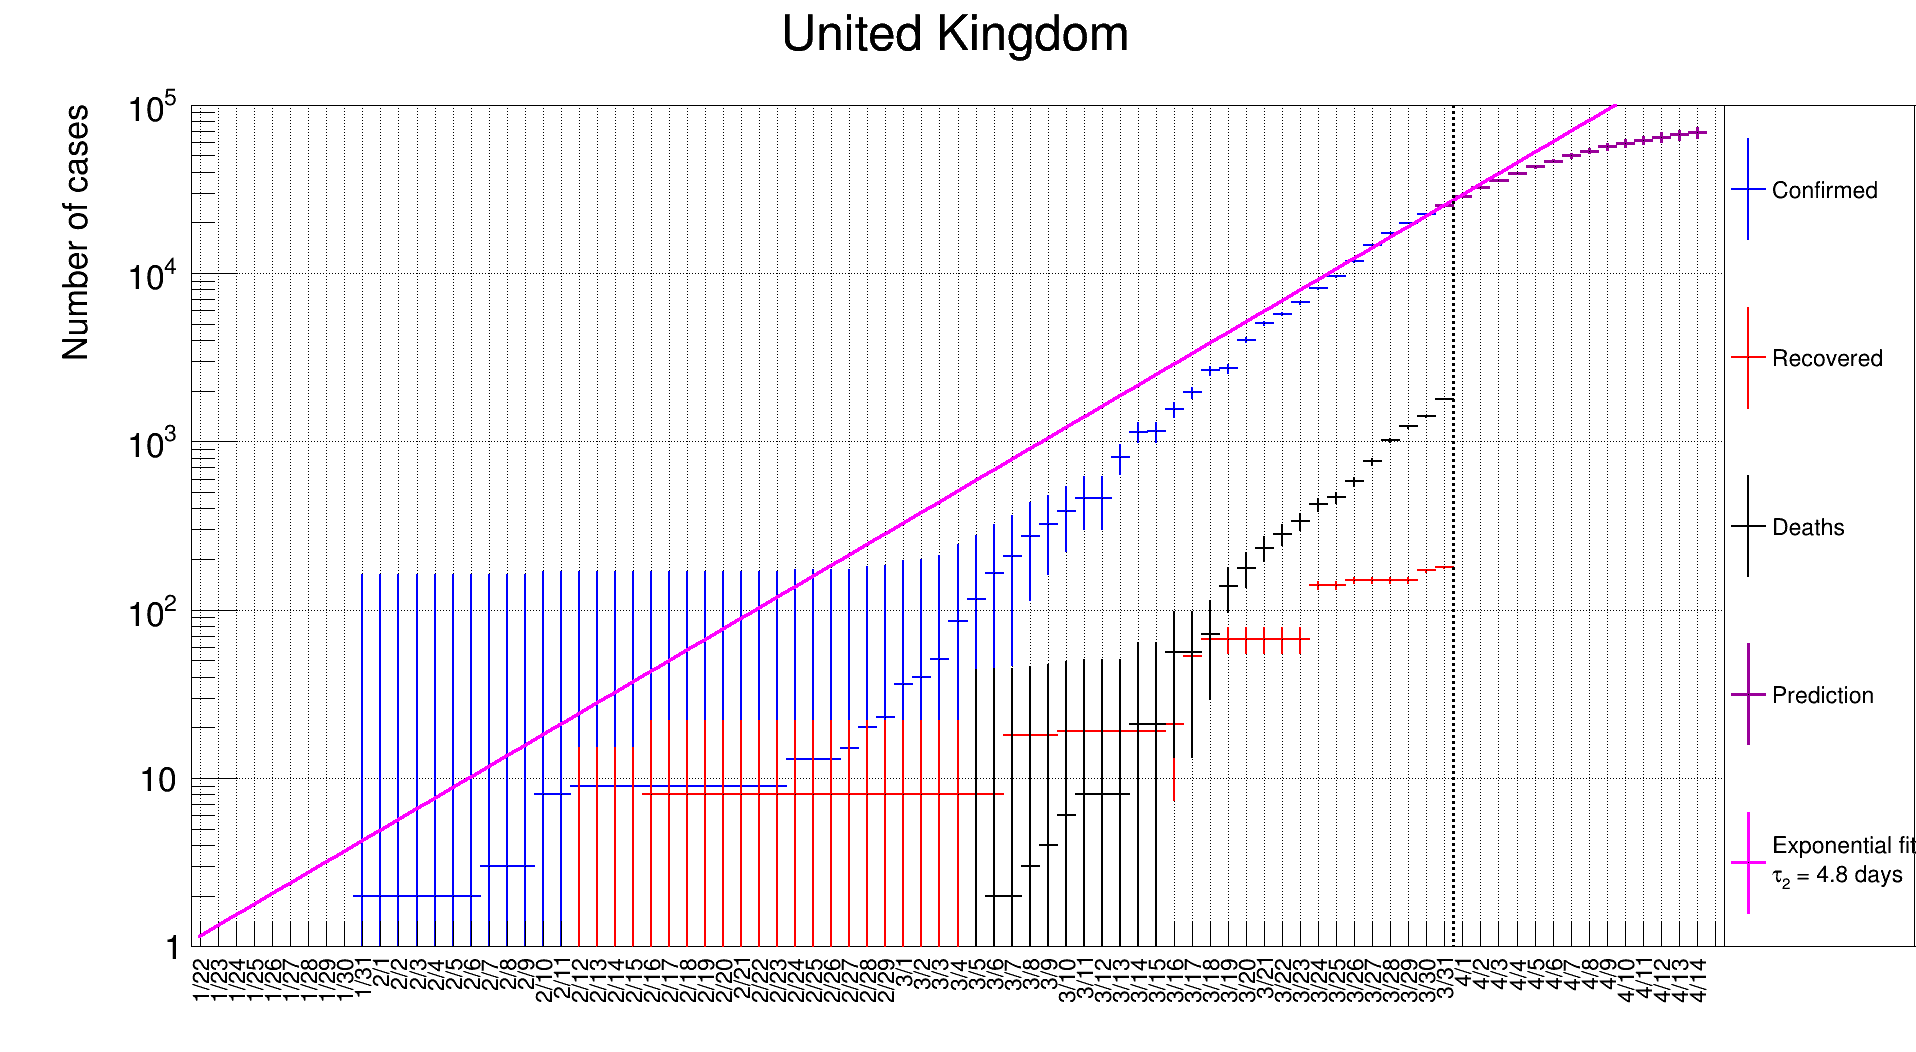 United Kingdom
Number of cases
10⁵
10⁴
10³
10²
10
1
1/22 1/23 1/24 1/25 1/26 1/27 1/28 1/29 1/30 1/31 2/1 2/2 2/3 2/4 2/5 2/6 2/7 2/8 2/9 2/10 2/11 2/12 2/13 2/14 2/15 2/16 2/17 2/18 2/19 2/20 2/21 2/22 2/23 2/24 2/25 2/26 2/27 2/28 2/29 3/1 3/2 3/3 3/4 3/5 3/6 3/7 3/8 3/9 3/10 3/11 3/12 3/13 3/14 3/15 3/16 3/17 3/18 3/19 3/20 3/21 3/22 3/23 3/24 3/25 3/26 3/27 3/28 3/29 3/30 3/31 4/1 4/2 4/3 4/4 4/5 4/6 4/7 4/8 4/9 4/10 4/11 4/12 4/13 4/14
Confirmed
Recovered
Deaths
Prediction
Exponential fit
τ₂ = 4.8 days